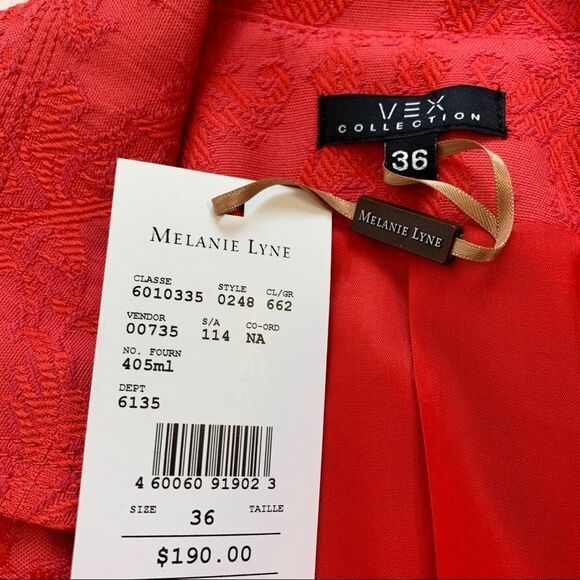 VEX
COLLECTION
36
MELANIE LYNE
MELANIE LYNE
CLASSE STYLE CL/GR
6010335 0248 662
VENDOR S/A CO-ORD
00735 114 NA
NO. FOURN
405ml
DEPT
6135
4 60060 91902 3
SIZE 36 TAILLE
$190.00